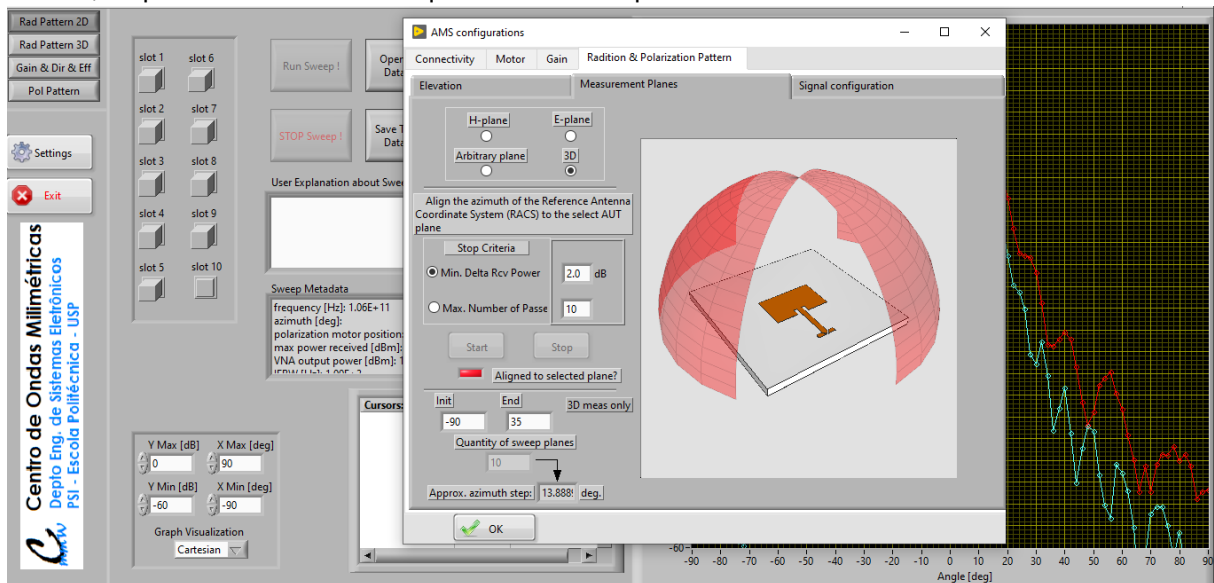 Rad Pattern 2D
Rad Pattern 3D
Gain & Dir & Eff
Pol Pattern
Settings
Exit
Centro de Ondas Milimétricas
Depto Eng. de Sistemas Eletrônicos
PSI - Escola Politécnica - USP
cmmw
slot 1 slot 6
slot 2 slot 7
slot 3 slot 8
slot 4 slot 9
slot 5 slot 10
Run Sweep !
Open
Data
STOP Sweep !
Save T
Data
User Explanation about Swee
Sweep Metadata
frequency [Hz]: 1.06E+11
azimuth [deg]:
polarization motor position:
max power received [dBm]:
VNA output power [dBm]: 1
Cursors:
Y Max [dB] X Max [deg]
0 90
Y Min [dB] X Min [deg]
-60 -90
Graph Visualization
Cartesian
AMS configurations
Connectivity Motor Gain Radition & Polarization Pattern
Elevation Measurement Planes Signal configuration
H-plane E-plane
Arbitrary plane 3D
Align the azimuth of the Reference Antenna
Coordinate System (RACS) to the select AUT
plane
Stop Criteria
Min. Delta Rcv Power 2.0 dB
Max. Number of Passe 10
Start Stop
Aligned to selected plane?
Init End 3D meas only
-90 35
Quantity of sweep planes
10
Approx. azimuth step: 13.888 deg.
OK
-60
-90 -80 -70 -60 -50 -40 -30 -20 -10 0 10 20 30 40 50 60 70 80 90
Angle [deg]